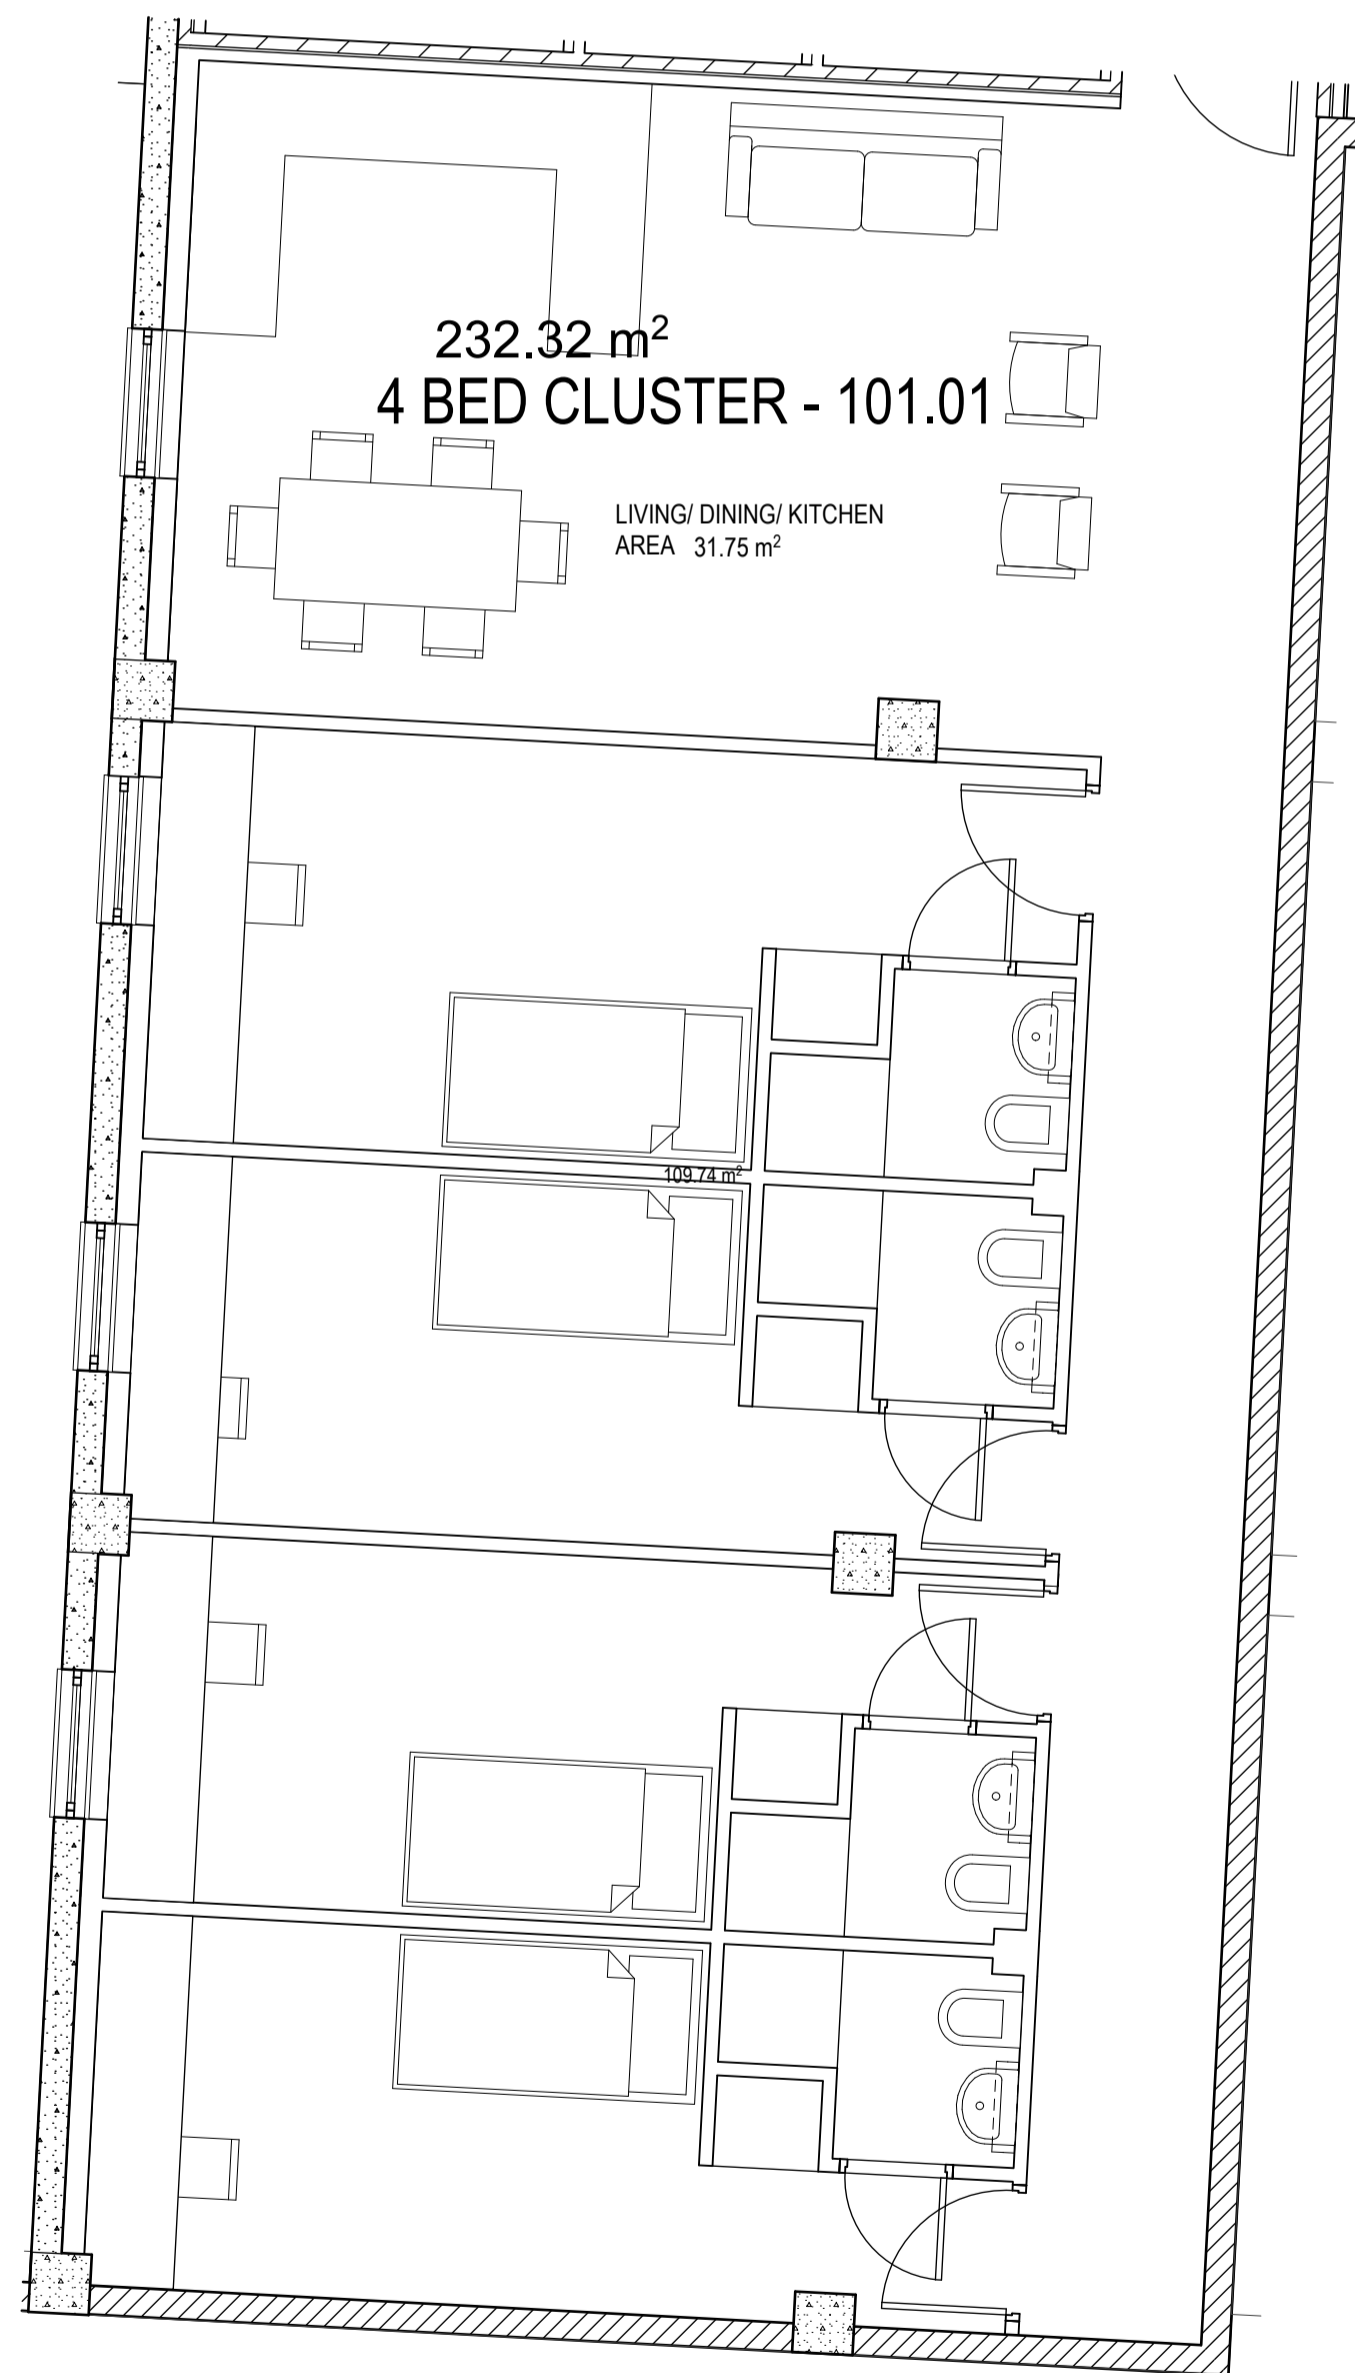 232.32 m²
4 BED CLUSTER - 101.01
LIVING/ DINING/ KITCHEN
AREA 31.75 m²
109.74 m²